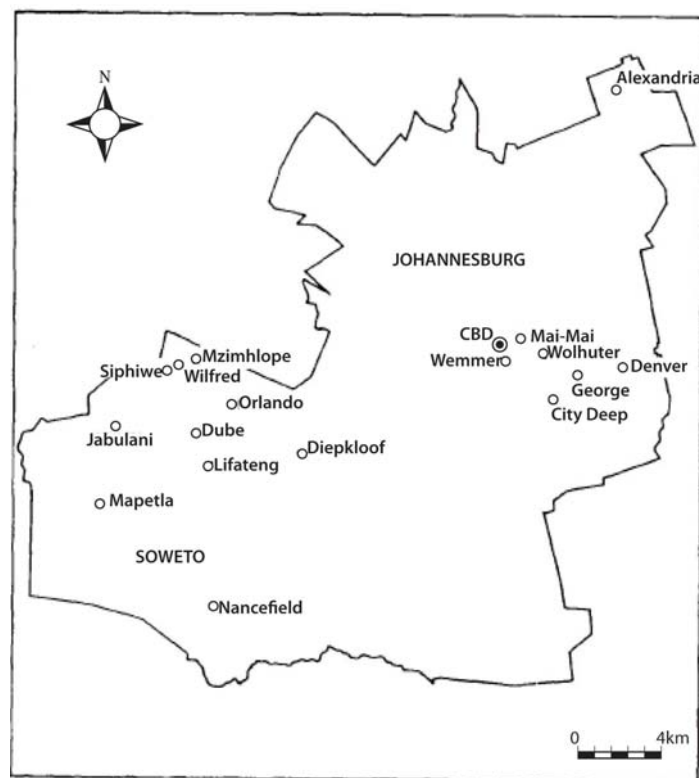 N
Alexandria
JOHANNESBURG
CBD
Mai-Mai
Wolhuter
Wemmer
Denver
George
City Deep
Mzimhlope
Siphiwe
Wilfred
Orlando
Jabulani
Dube
Diepkloof
Lifateng
Mapetla
SOWETO
Nancefield
0 4km